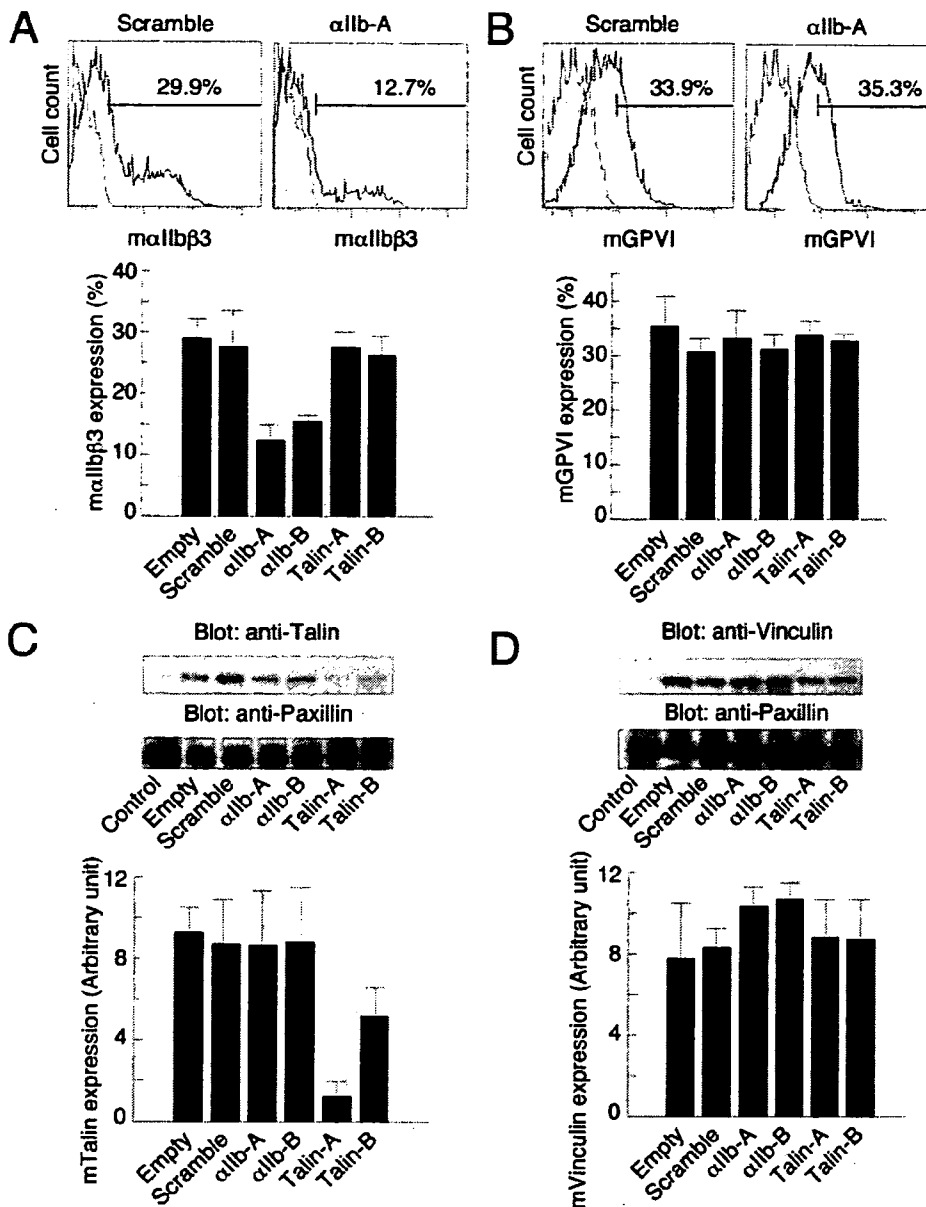 A
Scramble
αIIb-A
29.9%
12.7%
Cell count
mαIIbβ3
mαIIbβ3
mαIIbβ3 expression (%)
40
30
20
10
0
Empty
Scramble
αIIb-A
αIIb-B
Talin-A
Talin-B
B
Scramble
αIIb-A
33.9%
35.3%
Cell count
mGPVI
mGPVI
mGPVI expression (%)
40
30
20
10
0
Empty
Scramble
αIIb-A
αIIb-B
Talin-A
Talin-B
C
Blot: anti-Talin
Blot: anti-Paxillin
Control
Empty
Scramble
αIIb-A
αIIb-B
Talin-A
Talin-B
mTalin expression (Arbitrary unit)
12
8
4
0
Empty
Scramble
αIIb-A
αIIb-B
Talin-A
Talin-B
D
Blot: anti-Vinculin
Blot: anti-Paxillin
Control
Empty
Scramble
αIIb-A
αIIb-B
Talin-A
Talin-B
mVinculin expression (Arbitrary unit)
12
8
4
0
Empty
Scramble
αIIb-A
αIIb-B
Talin-A
Talin-B